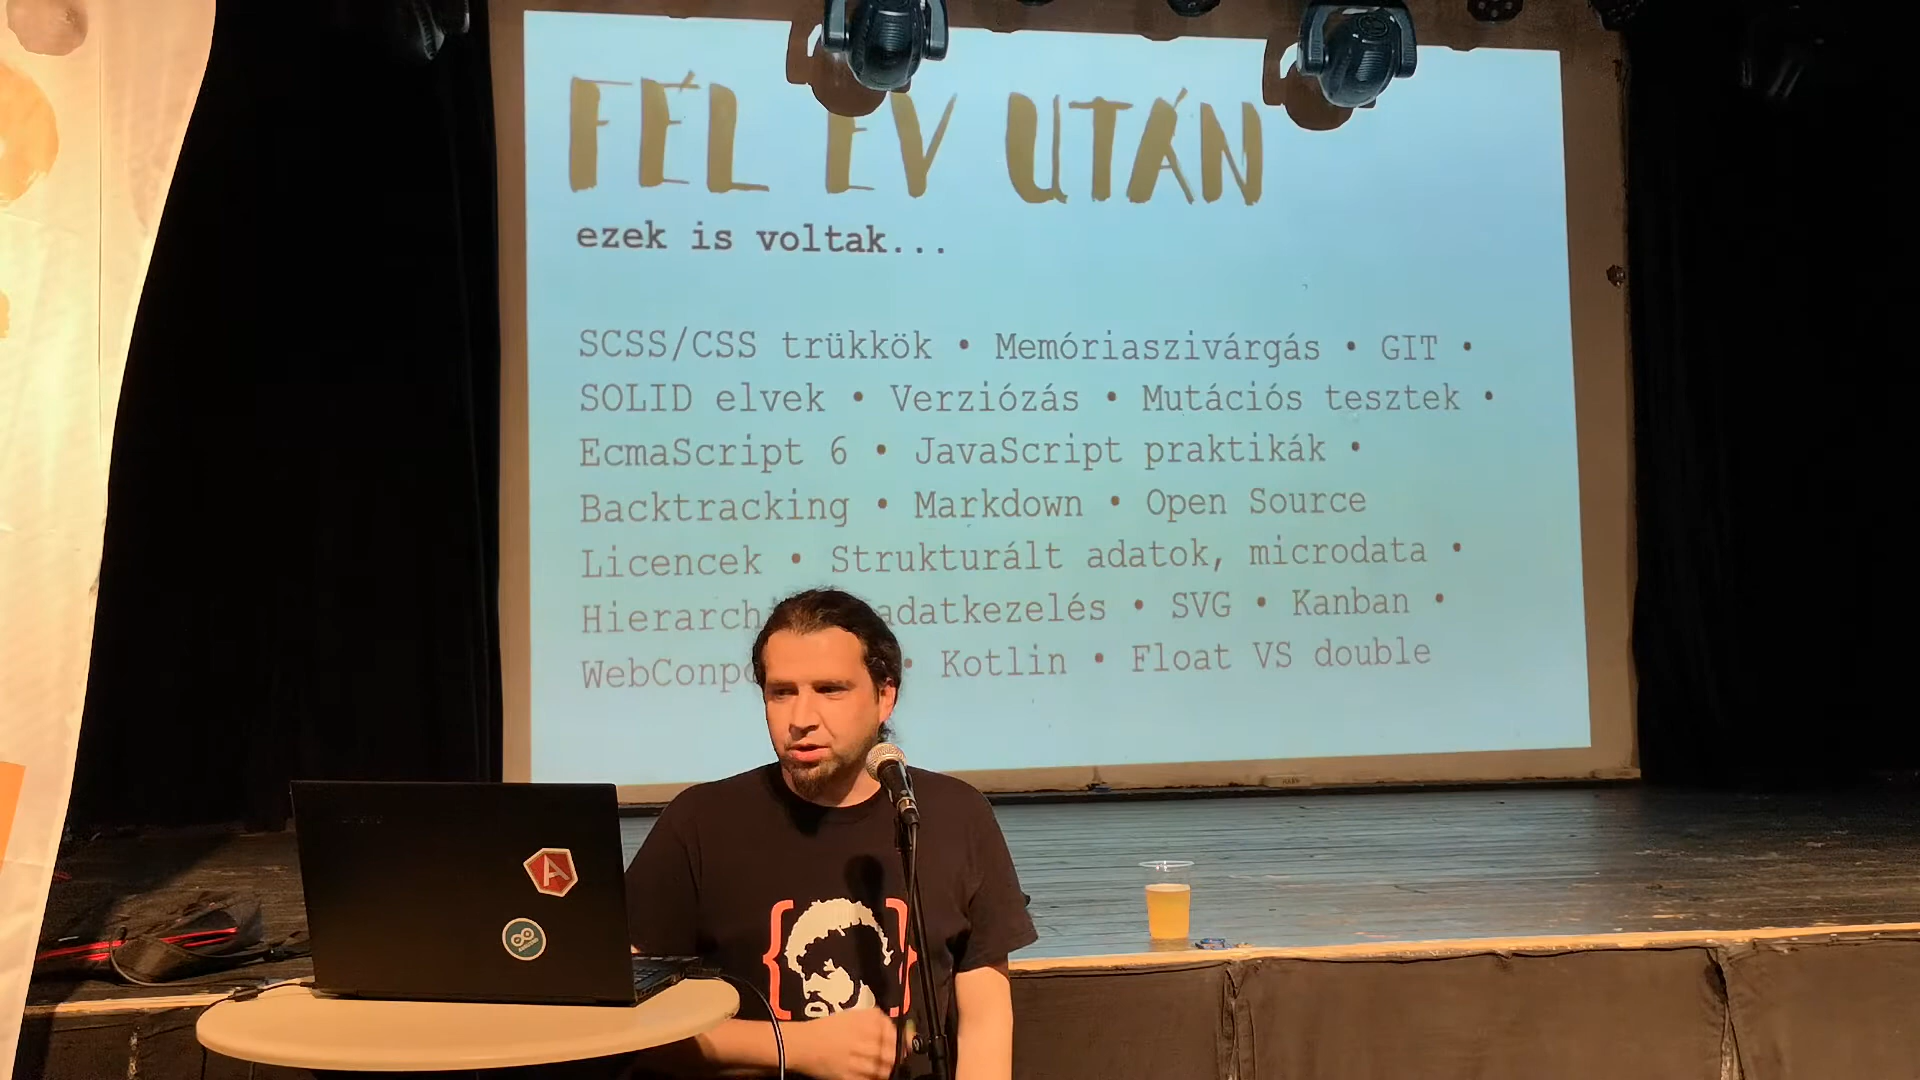 FÉL ÉV UTÁN
ezek is voltak...
SCSS/CSS trükkök • Memóriaszivárgás • GIT •
SOLID elvek • Verziózás • Mutációs tesztek •
EcmaScript 6 • JavaScript praktikák •
Backtracking • Markdown • Open Source
Licencek • Strukturált adatok, microdata •
adatkezelés • SVG • Kanban •
• Kotlin • Float VS double
A